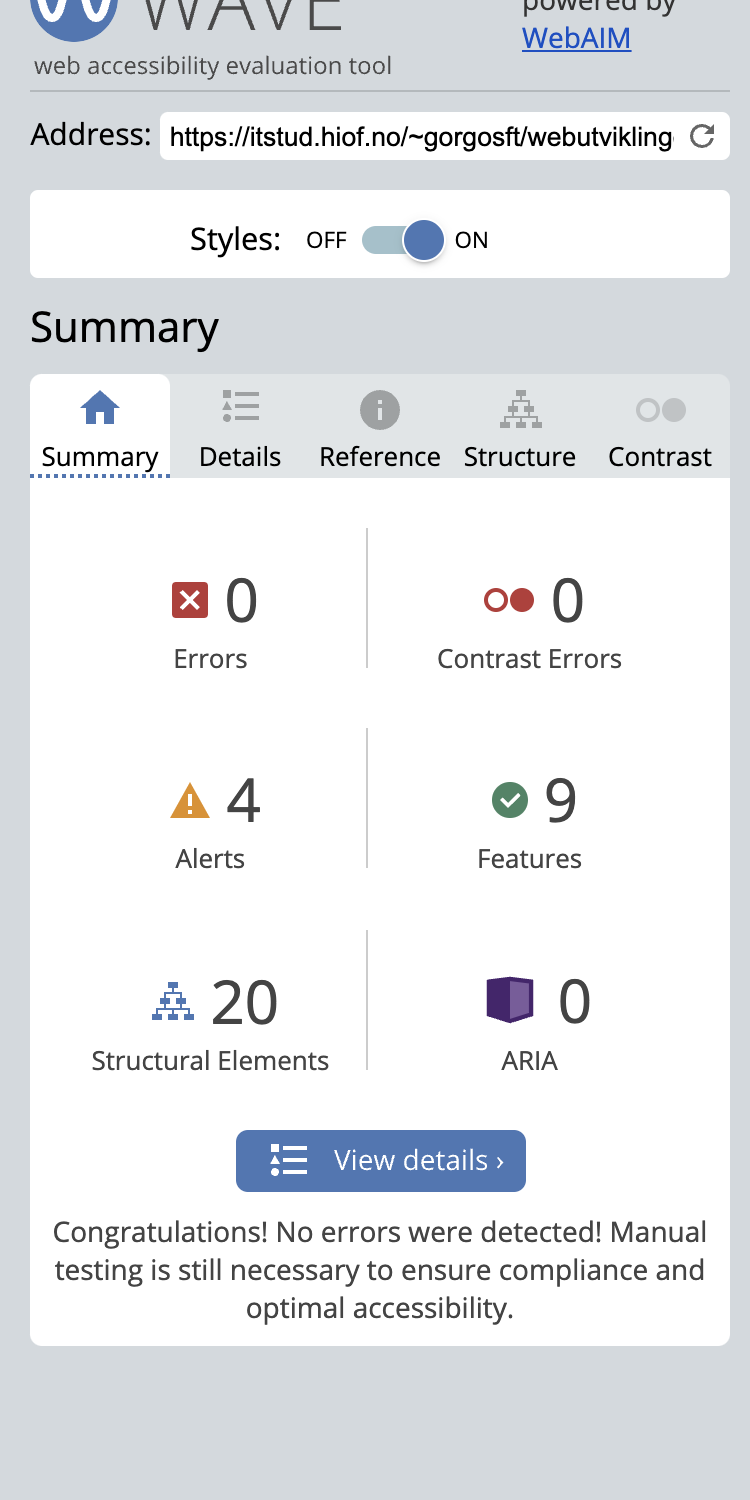 WAVE
powered by
WebAIM
web accessibility evaluation tool
Address: https://itstud.hiof.no/~gorgosft/webutvikling
Styles: OFF ON
Summary
Summary Details Reference Structure Contrast
0 0
Errors Contrast Errors
4 9
Alerts Features
20 0
Structural Elements ARIA
View details ›
Congratulations! No errors were detected! Manual
testing is still necessary to ensure compliance and
optimal accessibility.